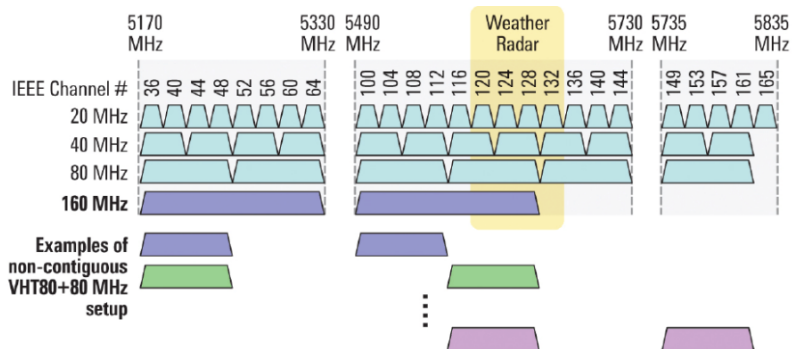 5170 MHz
5330 MHz
5490 MHz
Weather Radar
5730 MHz
5735 MHz
5835 MHz
IEEE Channel # 36 40 44 48 52 56 60 64 100 104 108 112 116 120 124 128 132 136 140 144 149 153 157 161 165
20 MHz
40 MHz
80 MHz
160 MHz
Examples of
non-contiguous
VHT80+80 MHz
setup